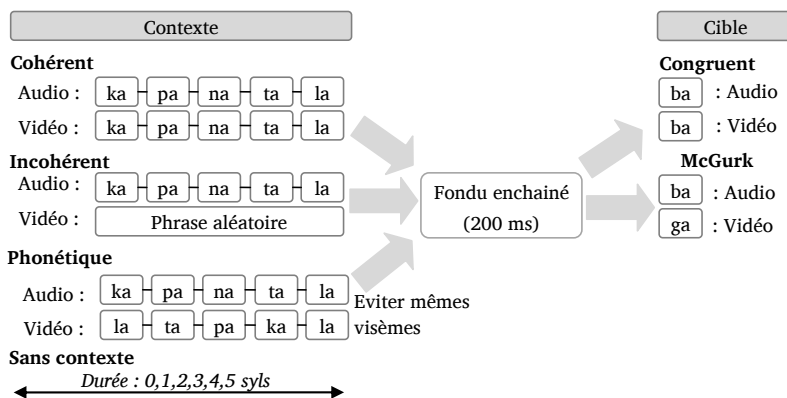 Contexte
Cible
Cohérent
Audio : ka pa na ta la
Vidéo : ka pa na ta la
Incohérent
Audio : ka pa na ta la
Vidéo : Phrase aléatoire
Phonétique
Audio : ka pa na ta la
Vidéo : la ta pa ka la
Eviter mêmes
visèmes
Sans contexte
Durée : 0,1,2,3,4,5 syls
Fondu enchainé
(200 ms)
Congruent
ba : Audio
ba : Vidéo
McGurk
ba : Audio
ga : Vidéo